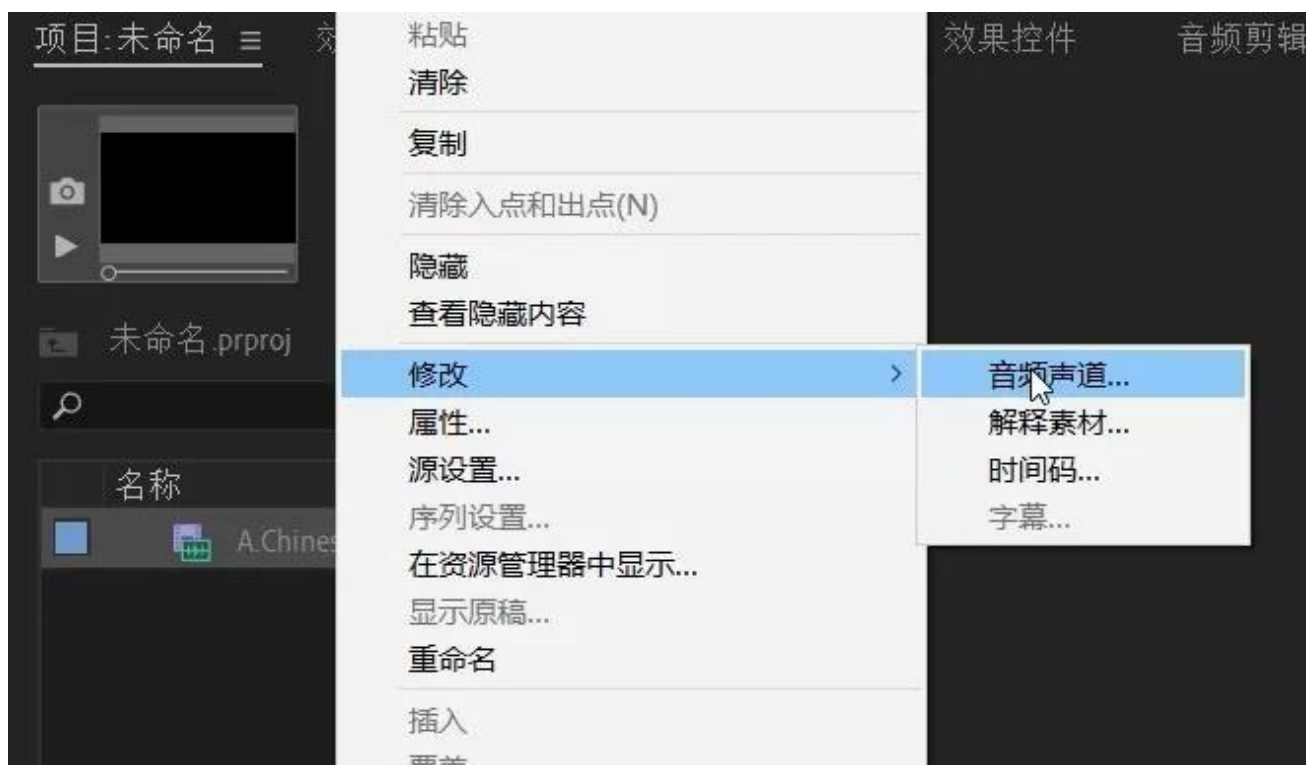 项目:未命名
效果控件
音频剪辑
未命名.prproj
名称
A.Chines
粘贴
清除
复制
清除入点和出点(N)
隐藏
查看隐藏内容
修改
属性...
源设置...
序列设置...
在资源管理器中显示...
显示原稿...
重命名
插入
音频声道...
解释素材...
时间码...
字幕...